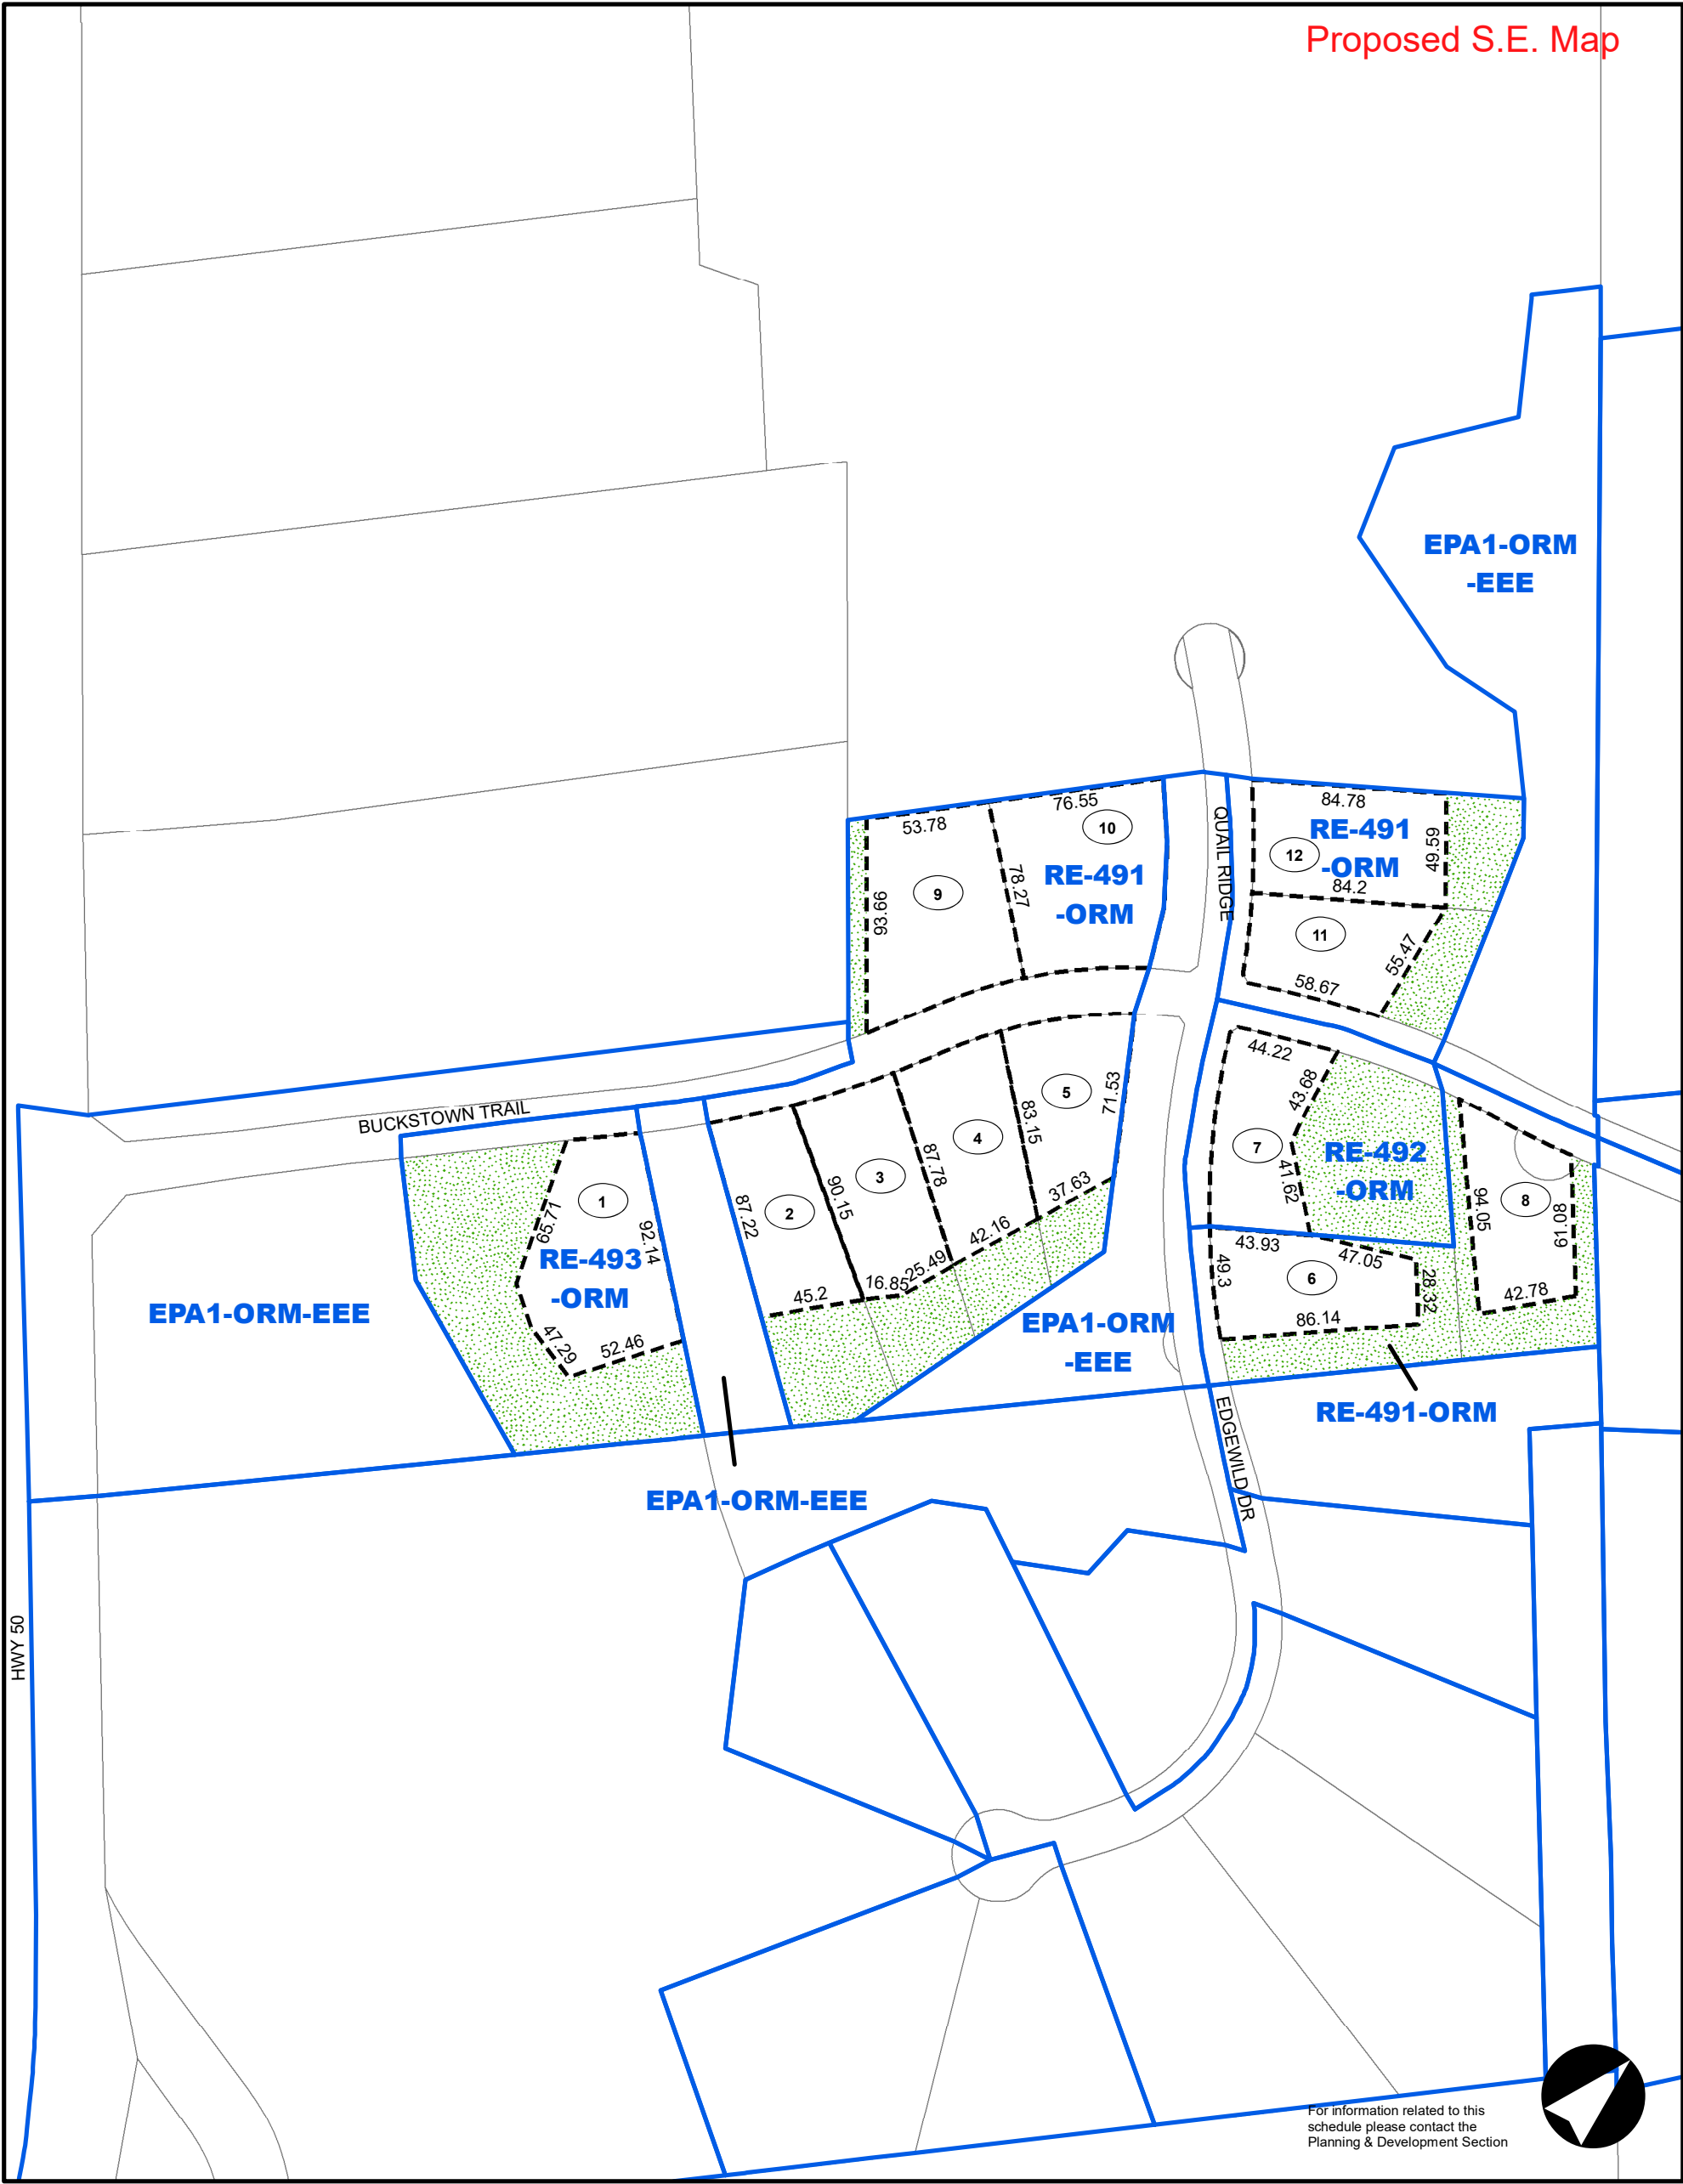 Proposed S.E. Map
EPA1-ORM
-EEE
76.55
53.78
10
84.78
QUAIL RIDGE
RE-491
-ORM
12
49.59
84.2
RE-491
-ORM
78.27
9
93.66
11
55.47
58.67
BUCKSTOWN TRAIL
44.22
43.68
5
71.53
83.15
4
87.78
3
90.15
2
87.22
37.63
42.16
25.49
16.85
45.2
7
41.62
RE-492
-ORM
94.05
8
61.08
42.78
1
65.71
92.14
RE-493
-ORM
47.29
52.46
43.93
47.05
49.3
6
28.32
86.14
EPA1-ORM-EEE
EPA1-ORM
-EEE
RE-491-ORM
EDGEWILD DR
EPA1-ORM-EEE
HWY 50
For information related to this
schedule please contact the
Planning & Development Section